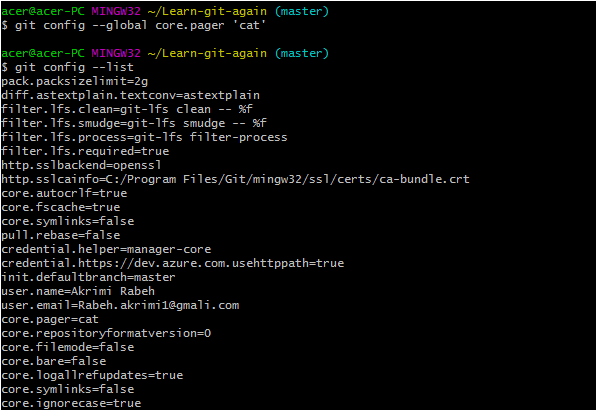 acer@acer-PC MINGW32 ~/Learn-git-again (master)
$ git config --global core.pager 'cat'
acer@acer-PC MINGW32 ~/Learn-git-again (master)
$ git config --list
pack.packsizelimit=2g
diff.astextplain.textconv=astextplain
filter.lfs.clean=git-lfs clean -- %f
filter.lfs.smudge=git-lfs smudge -- %f
filter.lfs.process=git-lfs filter-process
filter.lfs.required=true
http.sslbackend=openssl
http.sslcainfo=C:/Program Files/Git/mingw32/ssl/certs/ca-bundle.crt
core.autocrlf=true
core.fscache=true
core.symlinks=false
pull.rebase=false
credential.helper=manager-core
credential.https://dev.azure.com.usehttppath=true
init.defaultbranch=master
user.name=Akrimi Rabeh
user.email=Rabeh.akrimi1@gmali.com
core.pager=cat
core.repositoryformatversion=0
core.filemode=false
core.bare=false
core.logallrefupdates=true
core.symlinks=false
core.ignorecase=true